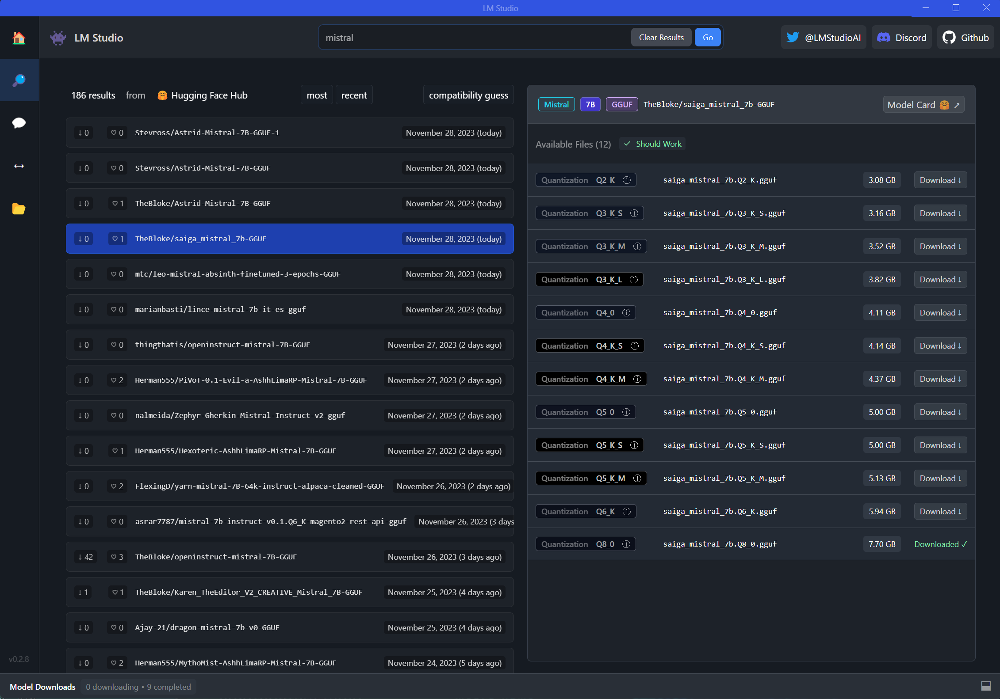 LM Studio
LM Studio
mistral
Clear Results
Go
@LMStudioAI
Discord
Github
186 results from 🤗 Hugging Face Hub
most
recent
compatibility guess
↓ 0 ♡ 0 Stevross/Astrid-Mistral-7B-GGUF-1 November 28, 2023 (today)
↓ 0 ♡ 0 Stevross/Astrid-Mistral-7B-GGUF November 28, 2023 (today)
↓ 0 ♡ 1 TheBloke/Astrid-Mistral-7B-GGUF November 28, 2023 (today)
↓ 0 ♡ 1 TheBloke/saiga_mistral_7b-GGUF November 28, 2023 (today)
↓ 0 ♡ 0 mtc/leo-mistral-absinth-finetuned-3-epochs-GGUF November 28, 2023 (today)
↓ 0 ♡ 0 marianbasti/lince-mistral-7b-it-es-gguf November 28, 2023 (today)
↓ 0 ♡ 0 thingthatis/openinstruct-mistral-7B-GGUF November 27, 2023 (2 days ago)
↓ 0 ♡ 2 Herman555/PiVoT-0.1-Evil-a-AshhLimaRP-Mistral-7B-GGUF November 27, 2023 (2 days ago)
↓ 0 ♡ 0 nalmeida/Zephyr-Gherkin-Mistral-Instruct-v2-gguf November 27, 2023 (2 days ago)
↓ 0 ♡ 1 Herman555/Hexoteric-AshhLimaRP-Mistral-7B-GGUF November 27, 2023 (2 days ago)
↓ 0 ♡ 2 FlexingD/yarn-mistral-7B-64k-instruct-alpaca-cleaned-GGUF November 26, 2023 (2 days ago)
↓ 0 ♡ 0 asrar7787/mistral-7b-instruct-v0.1.Q6_K-magento2-rest-api-gguf November 26, 2023 (3 days
↓ 42 ♡ 3 TheBloke/openinstruct-mistral-7B-GGUF November 26, 2023 (3 days ago)
↓ 1 ♡ 1 TheBloke/Karen_TheEditor_V2_CREATIVE_Mistral_7B-GGUF November 25, 2023 (4 days ago)
↓ 0 ♡ 0 Ajay-21/dragon-mistral-7b-v0-GGUF November 25, 2023 (4 days ago)
↓ 0 ♡ 2 Herman555/MythoMist-AshhLimaRP-Mistral-7B-GGUF November 24, 2023 (5 days ago)
Mistral 7B GGUF TheBloke/saiga_mistral_7b-GGUF Model Card 🤗 ↗
Available Files (12) ✓ Should Work
Quantization Q2_K ⓘ saiga_mistral_7b.Q2_K.gguf 3.08 GB Download ↓
Quantization Q3_K_S ⓘ saiga_mistral_7b.Q3_K_S.gguf 3.16 GB Download ↓
Quantization Q3_K_M ⓘ saiga_mistral_7b.Q3_K_M.gguf 3.52 GB Download ↓
Quantization Q3_K_L ⓘ saiga_mistral_7b.Q3_K_L.gguf 3.82 GB Download ↓
Quantization Q4_0 ⓘ saiga_mistral_7b.Q4_0.gguf 4.11 GB Download ↓
Quantization Q4_K_S ⓘ saiga_mistral_7b.Q4_K_S.gguf 4.14 GB Download ↓
Quantization Q4_K_M ⓘ saiga_mistral_7b.Q4_K_M.gguf 4.37 GB Download ↓
Quantization Q5_0 ⓘ saiga_mistral_7b.Q5_0.gguf 5.00 GB Download ↓
Quantization Q5_K_S ⓘ saiga_mistral_7b.Q5_K_S.gguf 5.00 GB Download ↓
Quantization Q5_K_M ⓘ saiga_mistral_7b.Q5_K_M.gguf 5.13 GB Download ↓
Quantization Q6_K ⓘ saiga_mistral_7b.Q6_K.gguf 5.94 GB Download ↓
Quantization Q8_0 ⓘ saiga_mistral_7b.Q8_0.gguf 7.70 GB Downloaded ✓
v0.2.8
Model Downloads 0 downloading • 9 completed